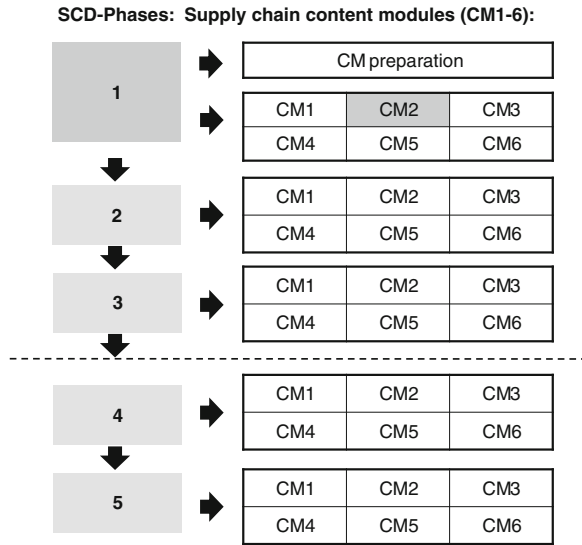 SCD-Phases: Supply chain content modules (CM1-6):
CM preparation
1
CM1 CM2 CM3
CM4 CM5 CM6
2
CM1 CM2 CM3
CM4 CM5 CM6
3
CM1 CM2 CM3
CM4 CM5 CM6
4
CM1 CM2 CM3
CM4 CM5 CM6
5
CM1 CM2 CM3
CM4 CM5 CM6